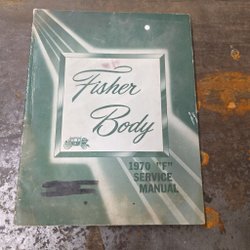 Fisher
Body
1970 "F"
SERVICE
MANUAL